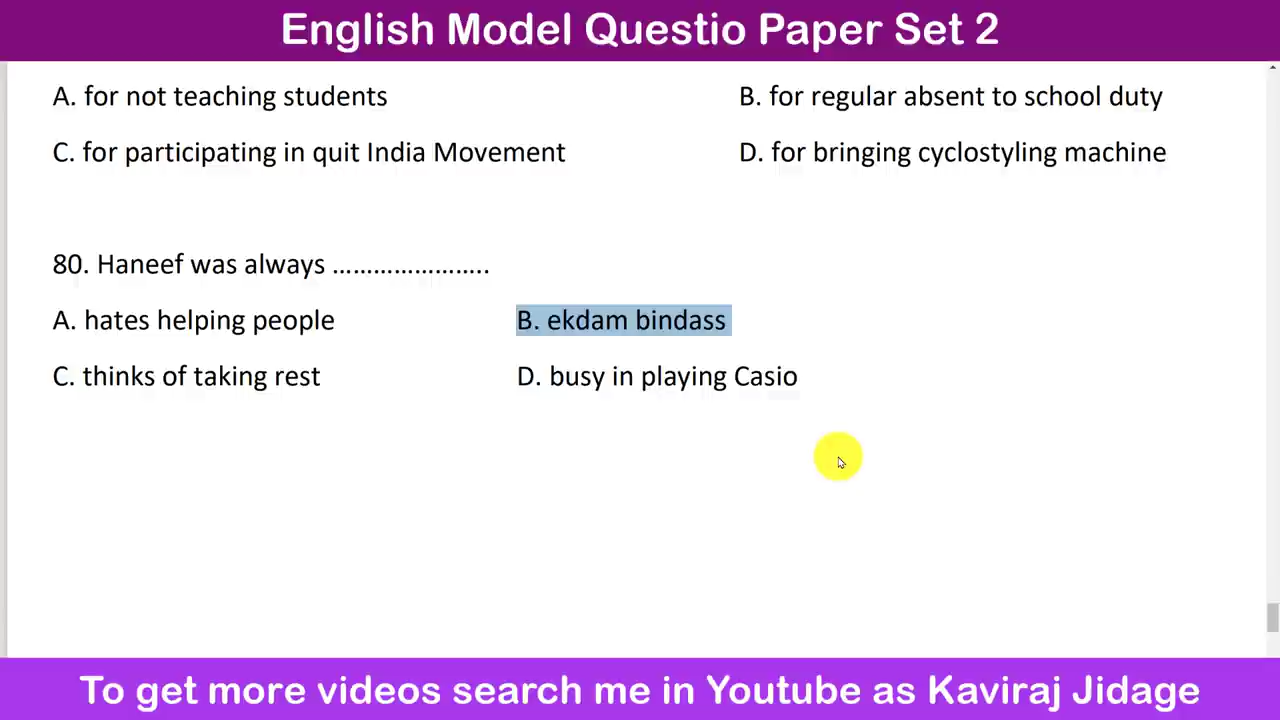 English Model Questio Paper Set 2
A. for not teaching students B. for regular absent to school duty
C. for participating in quit India Movement D. for bringing cyclostyling machine
80. Haneef was always …………………..
A. hates helping people B. ekdam bindass
C. thinks of taking rest D. busy in playing Casio
To get more videos search me in Youtube as Kaviraj Jidage